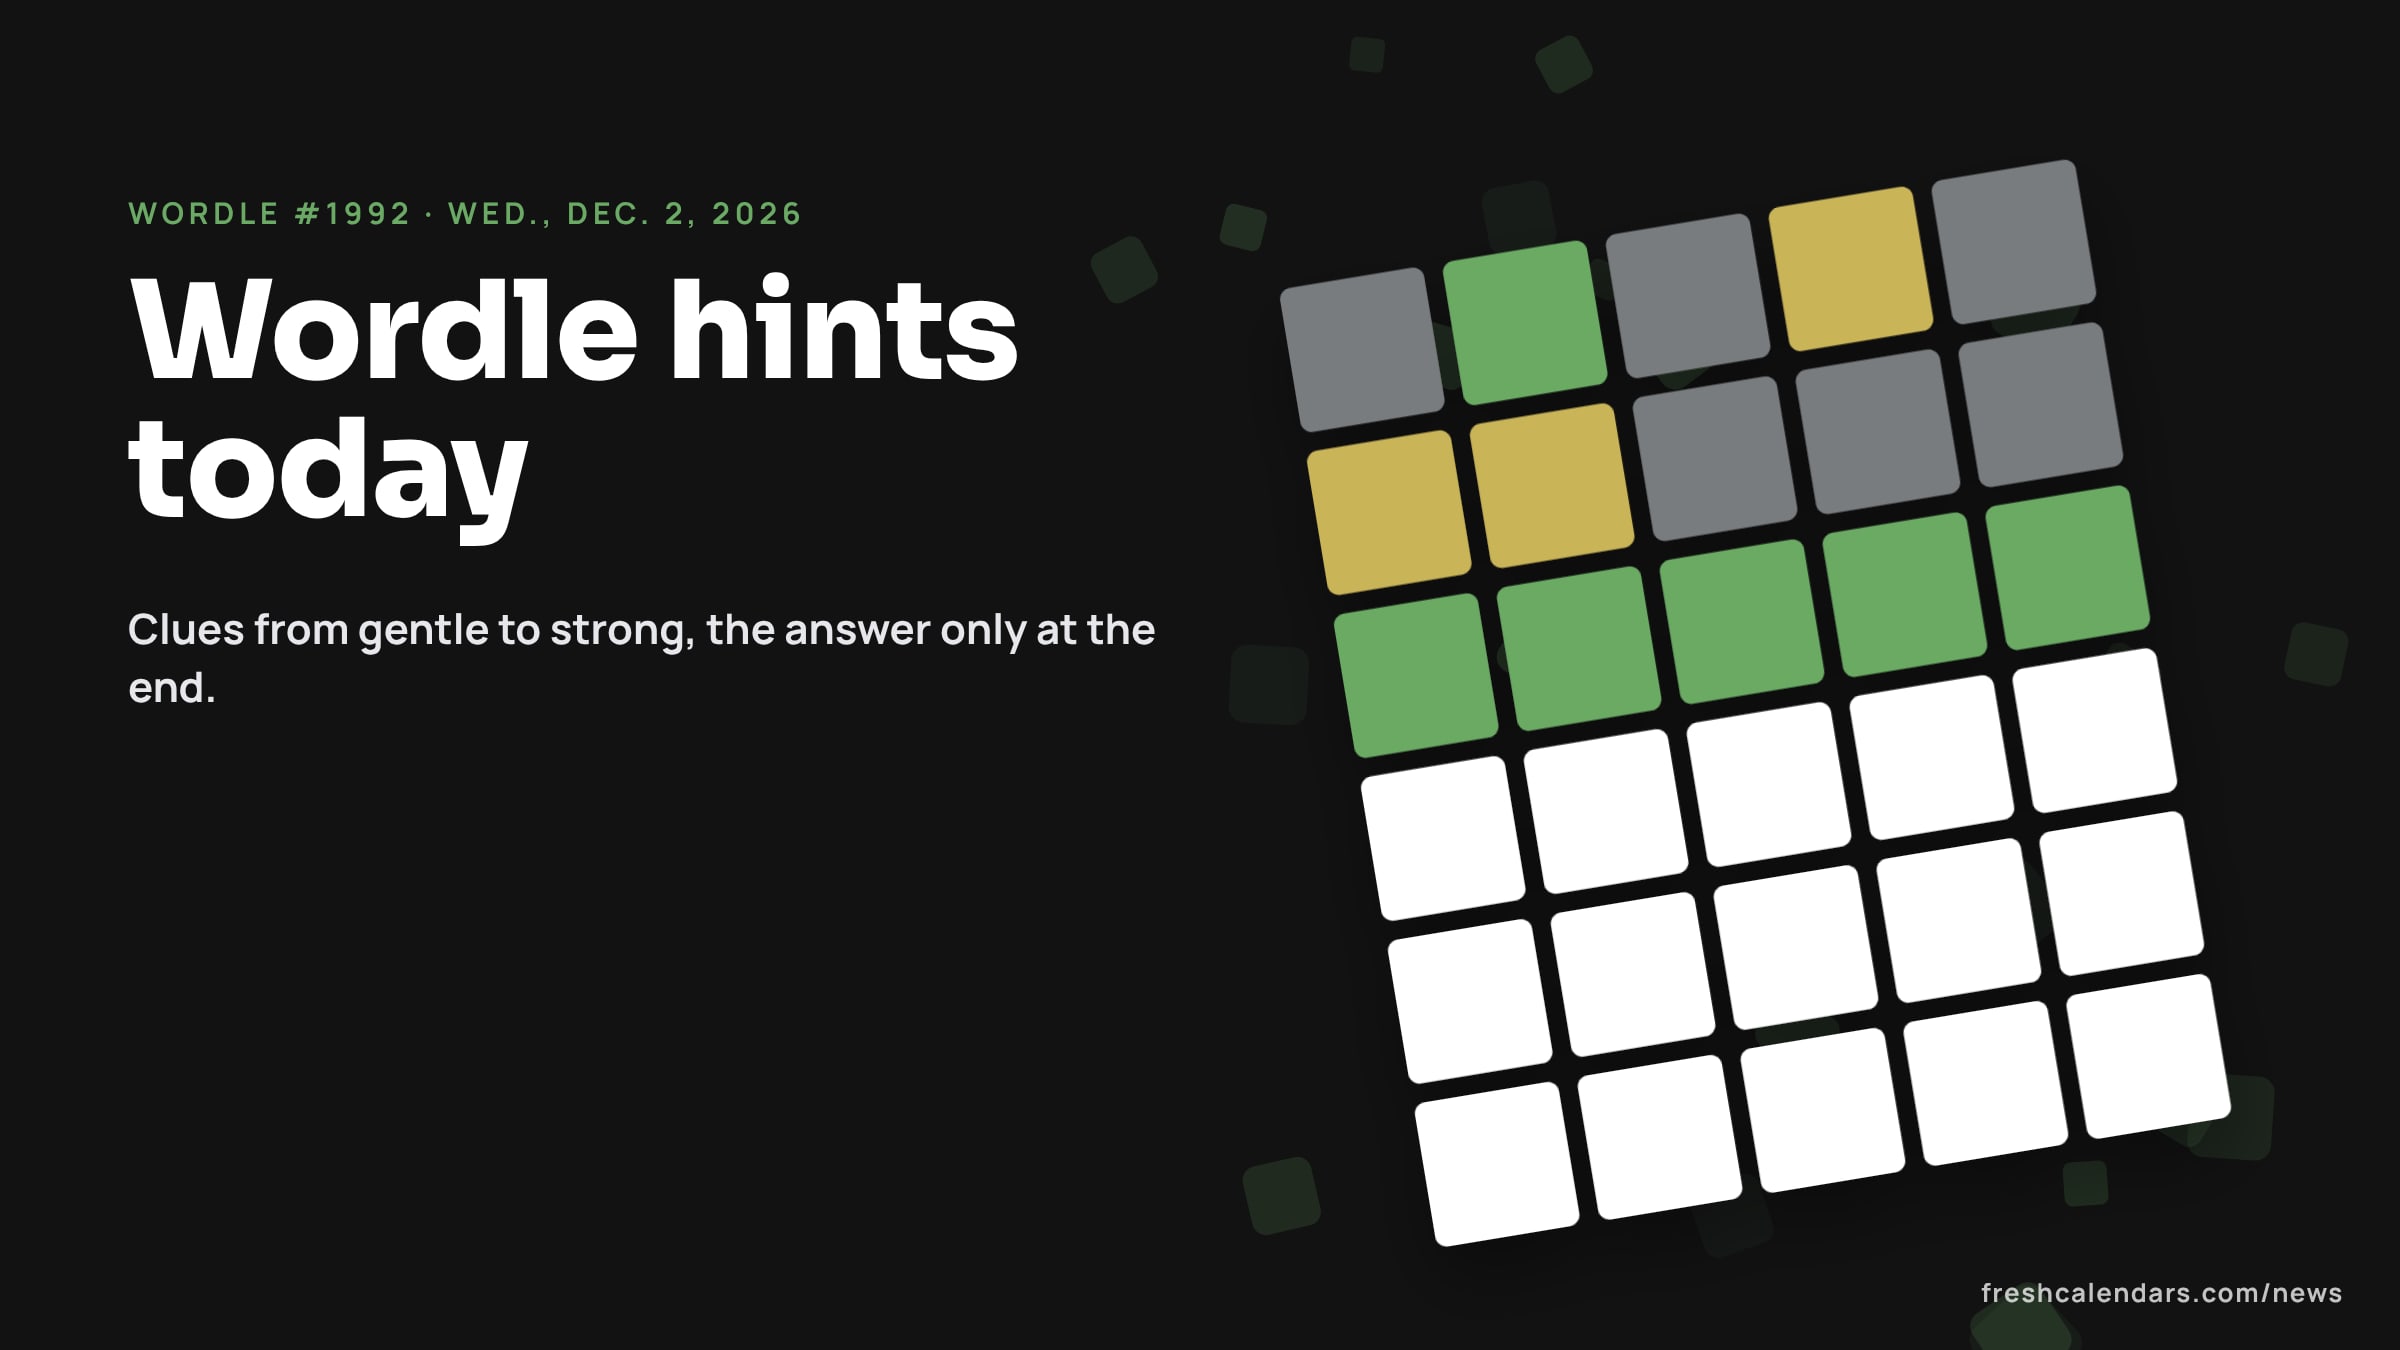 WORDLE #1992 · WED., DEC. 2, 2026
Wordle hints
today
Clues from gentle to strong, the answer only at the
end.
freshcalendars.com/news